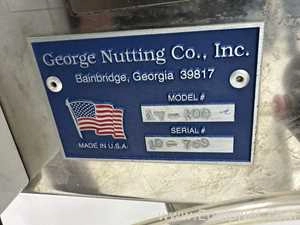 George Nutting Co., Inc.
Bainbridge, Georgia 39817
MODEL #
SERIAL #
MADE IN U.S.A.